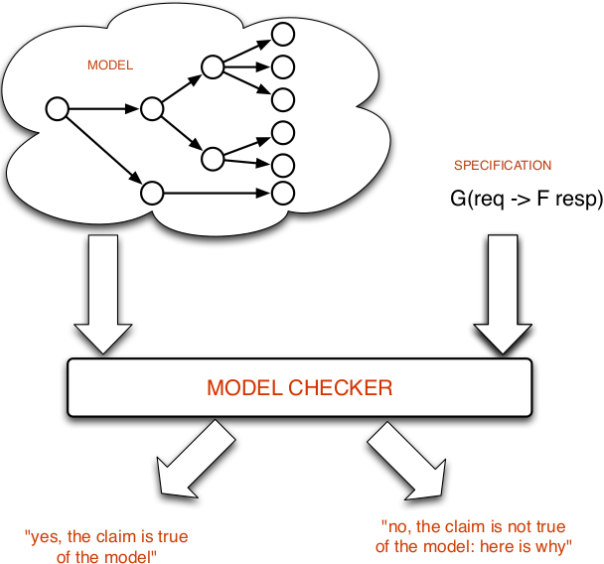 MODEL
SPECIFICATION
G(req -> F resp)
MODEL CHECKER
"yes, the claim is true
of the model"
"no, the claim is not true
of the model: here is why"